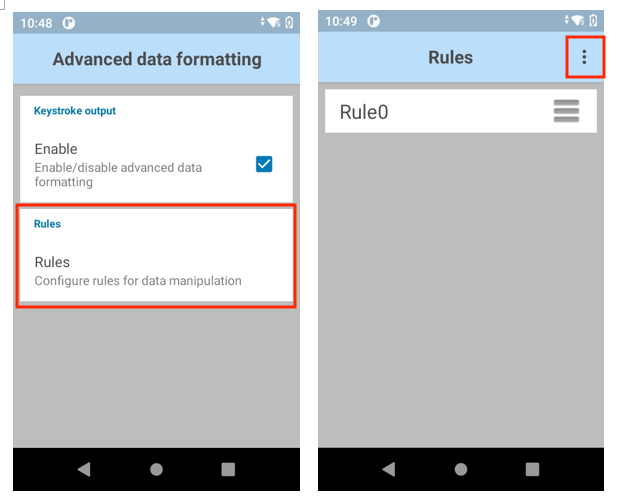 10:48
Advanced data formatting
Keystroke output
Enable
Enable/disable advanced data
formatting
Rules
Rules
Configure rules for data manipulation
10:49
Rules
Rule0